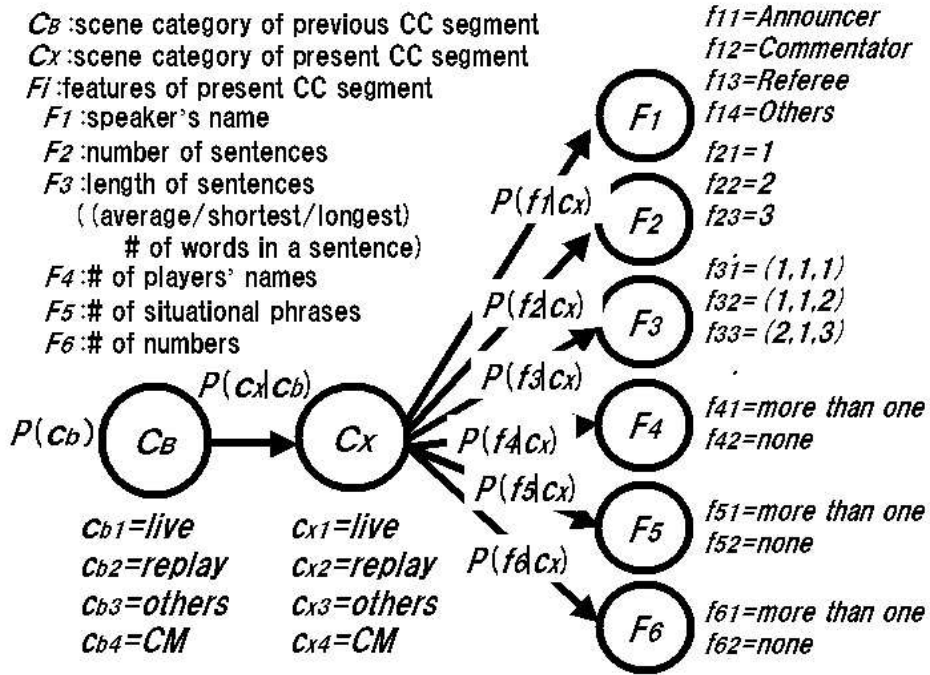 CB :scene category of previous CC segment
CX :scene category of present CC segment
Fi :features of present CC segment
F1 :speaker's name
F2 :number of sentences
F3 :length of sentences
((average/shortest/longest)
# of words in a sentence)
F4 :# of players' names
F5 :# of situational phrases
F6 :# of numbers
P(cb)
CB
P(cx|cb)
CX
cb1=live
cb2=replay
cb3=others
cb4=CM
cx1=live
cx2=replay
cx3=others
cx4=CM
P(f1|cx)
P(f2|cx)
P(f3|cx)
P(f4|cx)
P(f5|cx)
P(f6|cx)
F1
f11=Announcer
f12=Commentator
f13=Referee
f14=Others
F2
f21=1
f22=2
f23=3
F3
f31= (1,1,1)
f32= (1,1,2)
f33= (2,1,3)
F4
f41=more than one
f42=none
F5
f51=more than one
f52=none
F6
f61=more than one
f62=none